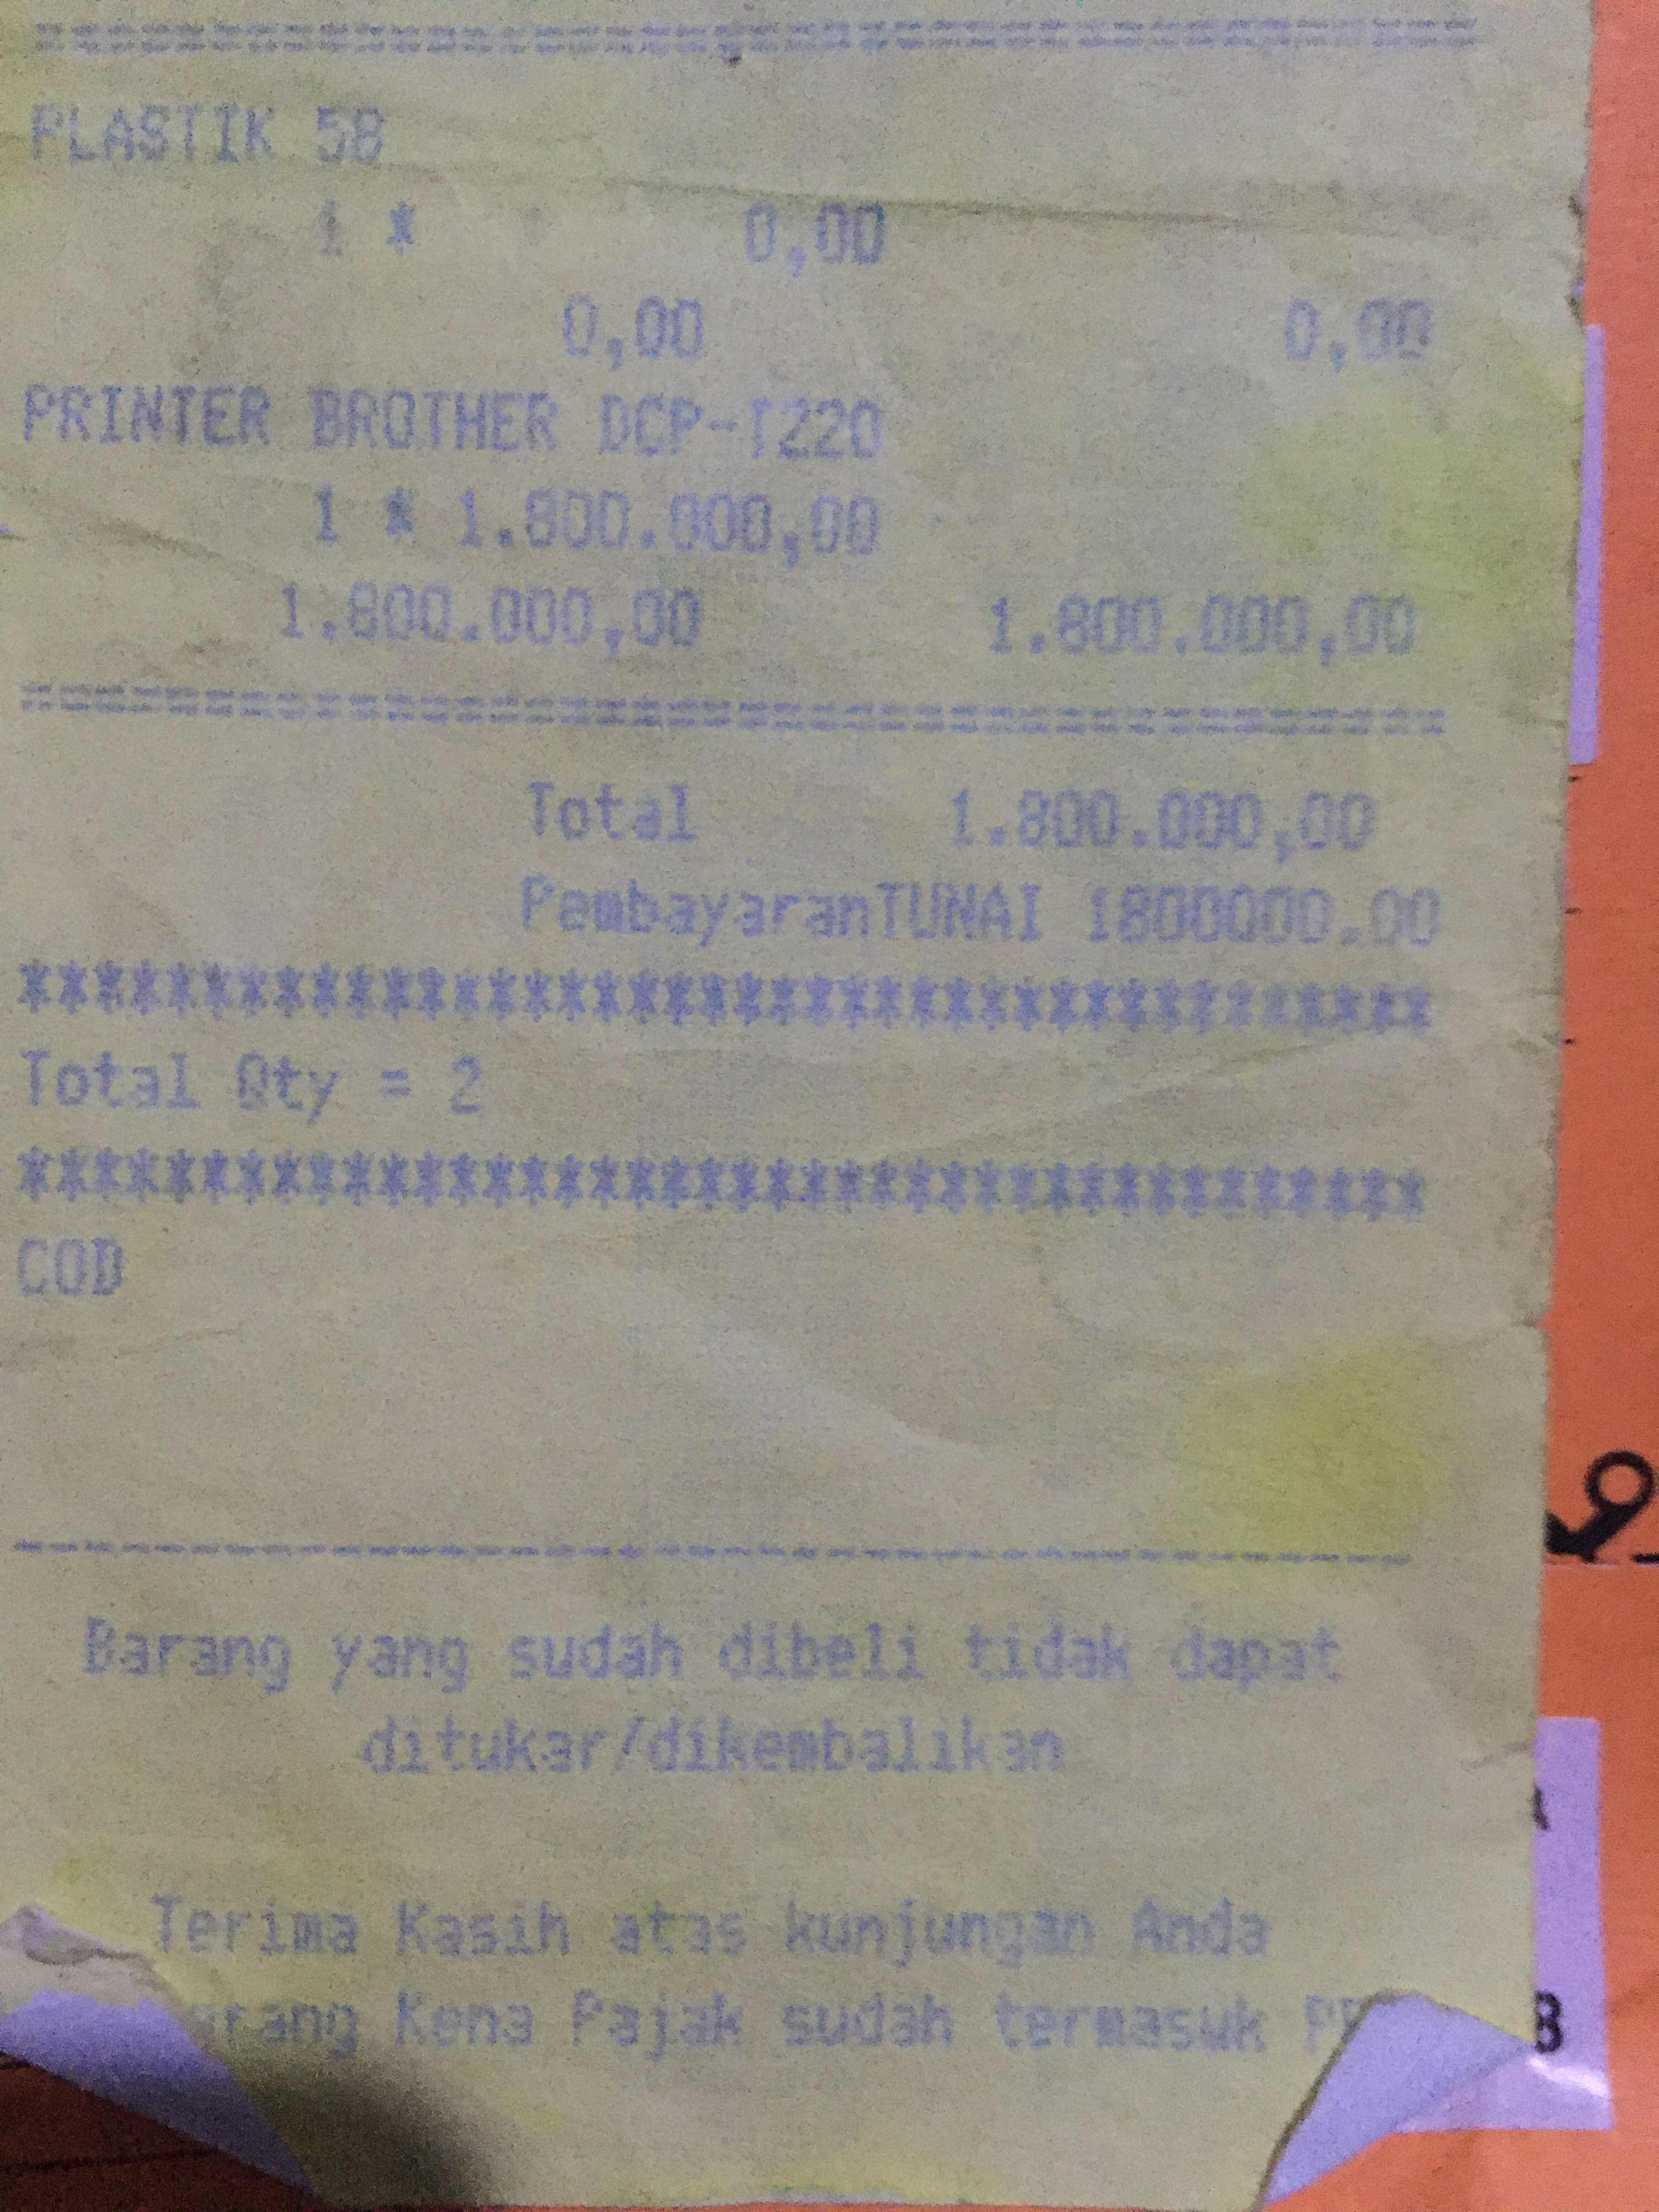 PLASTIK 58
1 * 0,00
0,00 0,00
PRINTER BROTHER DCP-T220
1 * 1.800.000,00
1.800.000,00 1.800.000,00
Total 1.800.000,00
PembayaranTUNAI 1800000.00
****************************************
Total Qty = 2
****************************************
COD
Barang yang sudah dibeli tidak dapat
ditukar/dikembalikan
Terima Kasih atas kunjungan Anda
Kena Pajak sudah termasuk
B